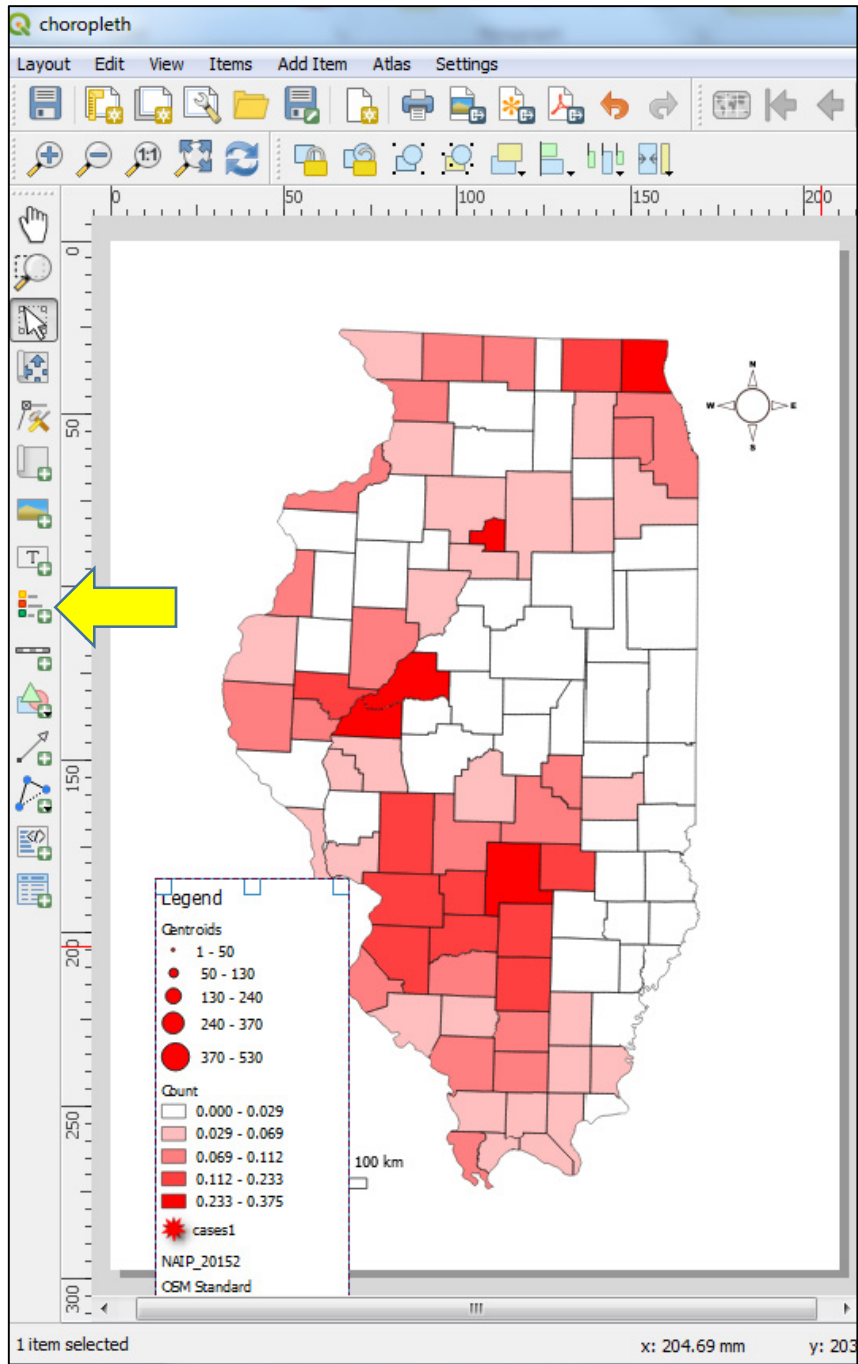 choropleth
Layout Edit View Items Add Item Atlas Settings
1:1
0 50 100 150 200
0
50
150
200
250
300
N
W E
S
T
Legend
Centroids
1 - 50
50 - 130
130 - 240
240 - 370
370 - 530
Count
0.000 - 0.029
0.029 - 0.069
0.069 - 0.112
0.112 - 0.233
0.233 - 0.375
cases1
NAIP_20152
OSM Standard
100 km
1 item selected x: 204.69 mm y: 203